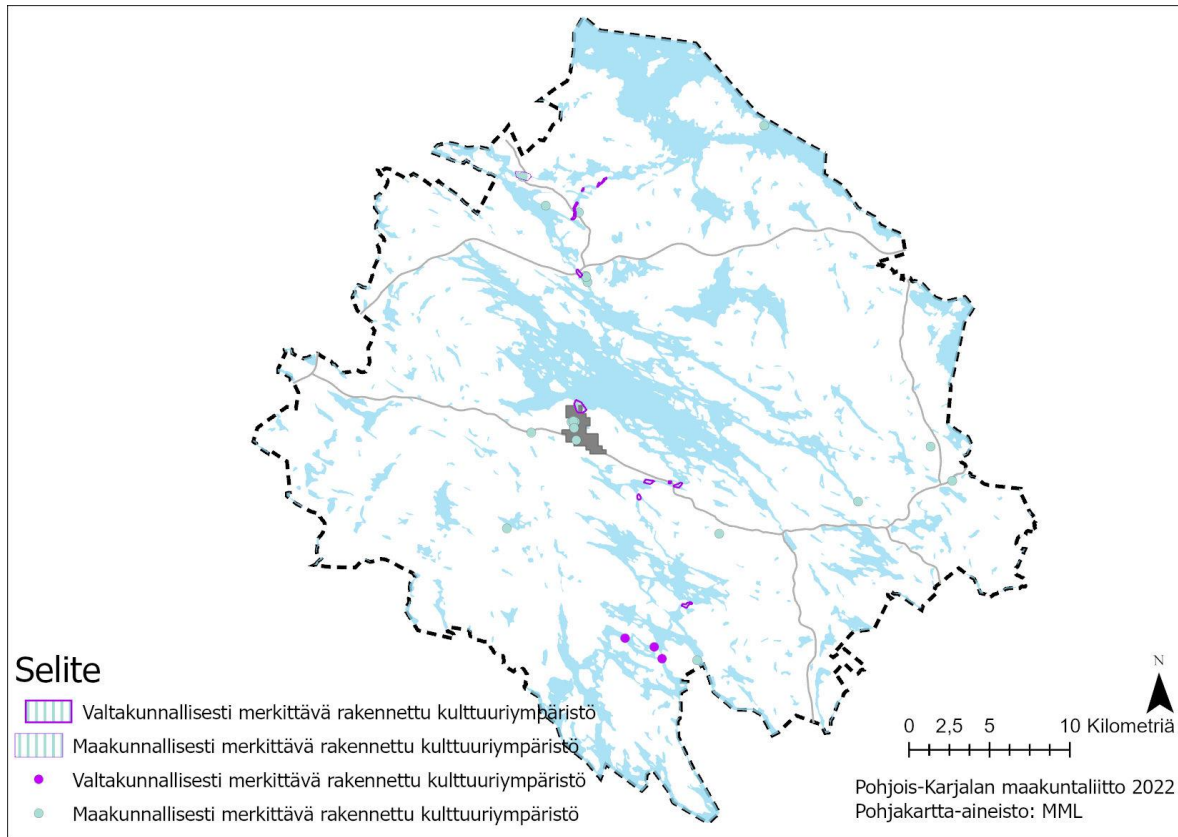 Selite
Valtakunnallisesti merkittävä rakennettu kulttuuriympäristö
Maakunnallisesti merkittävä rakennettu kulttuuriympäristö
Valtakunnallisesti merkittävä rakennettu kulttuuriympäristö
Maakunnallisesti merkittävä rakennettu kulttuuriympäristö
N
0 2,5 5 10 Kilometriä
Pohjois-Karjalan maakuntaliitto 2022
Pohjakartta-aineisto: MML